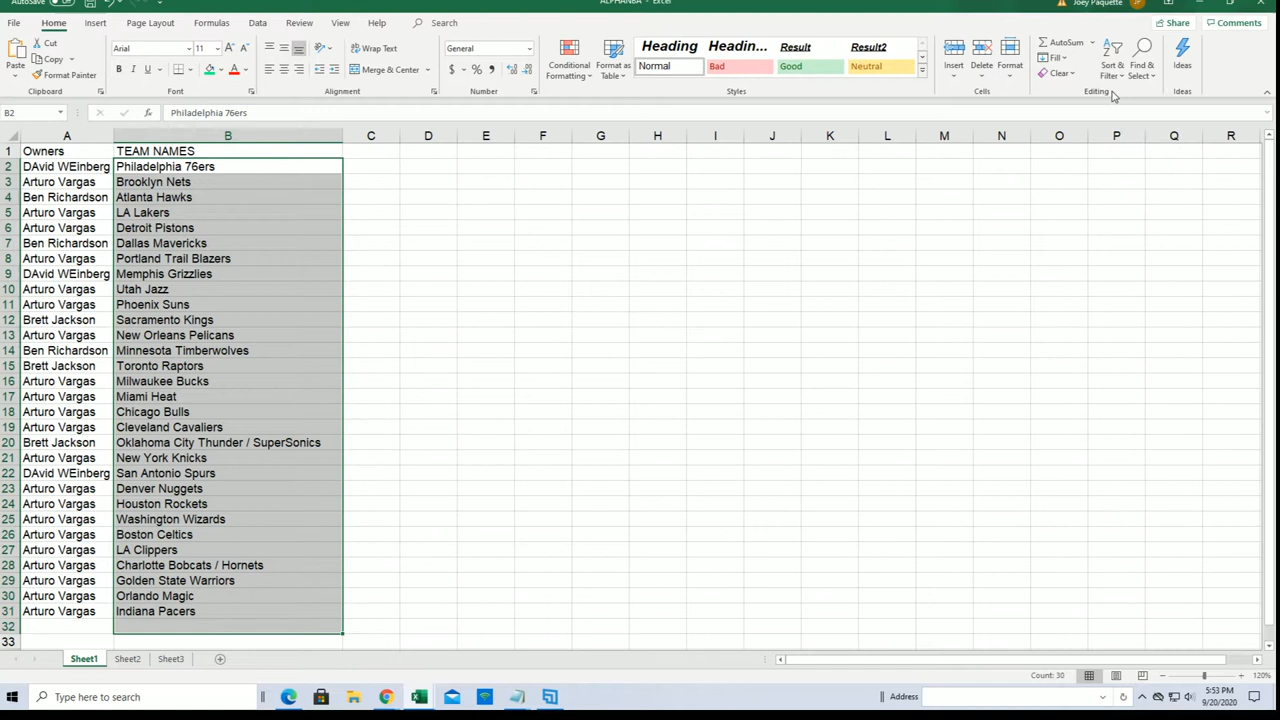 AutoSave Off
ALPHANBA - Excel
Joey Paquette
JP
File Home Insert Page Layout Formulas Data Review View Help Search
Share Comments
Paste
Cut
Copy
Format Painter
Arial 11
B I U
Wrap Text
Merge & Center
General
$ % ,
Conditional Formatting
Format as Table
Heading Headin... Result Result2
Normal Bad Good Neutral
Insert Delete Format
AutoSum
Fill
Clear
Sort & Filter
Find & Select
Ideas
Clipboard Font Alignment Number Styles Cells Editing Ideas
B2 fx Philadelphia 76ers
A B C D E F G H I J K L M N O P Q R
1 Owners TEAM NAMES
2 DAvid WEinberg Philadelphia 76ers
3 Arturo Vargas Brooklyn Nets
4 Ben Richardson Atlanta Hawks
5 Arturo Vargas LA Lakers
6 Arturo Vargas Detroit Pistons
7 Ben Richardson Dallas Mavericks
8 Arturo Vargas Portland Trail Blazers
9 DAvid WEinberg Memphis Grizzlies
10 Arturo Vargas Utah Jazz
11 Arturo Vargas Phoenix Suns
12 Brett Jackson Sacramento Kings
13 Arturo Vargas New Orleans Pelicans
14 Ben Richardson Minnesota Timberwolves
15 Brett Jackson Toronto Raptors
16 Arturo Vargas Milwaukee Bucks
17 Arturo Vargas Miami Heat
18 Arturo Vargas Chicago Bulls
19 Arturo Vargas Cleveland Cavaliers
20 Brett Jackson Oklahoma City Thunder / SuperSonics
21 Arturo Vargas New York Knicks
22 DAvid WEinberg San Antonio Spurs
23 Arturo Vargas Denver Nuggets
24 Arturo Vargas Houston Rockets
25 Arturo Vargas Washington Wizards
26 Arturo Vargas Boston Celtics
27 Arturo Vargas LA Clippers
28 Arturo Vargas Charlotte Bobcats / Hornets
29 Arturo Vargas Golden State Warriors
30 Arturo Vargas Orlando Magic
31 Arturo Vargas Indiana Pacers
32
33
Sheet1 Sheet2 Sheet3
Count: 30 120%
Type here to search
Address
5:53 PM
9/20/2020